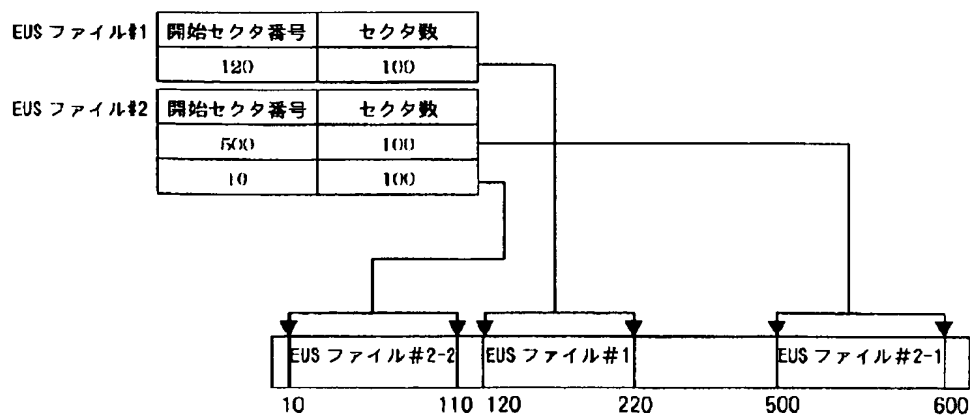 EUS ファイル#1 開始セクタ番号 セクタ数
120 100
EUS ファイル#2 開始セクタ番号 セクタ数
500 100
10 100
EUS ファイル#2-2 EUS ファイル#1 EUS ファイル#2-1
10 110 120 220 500 600